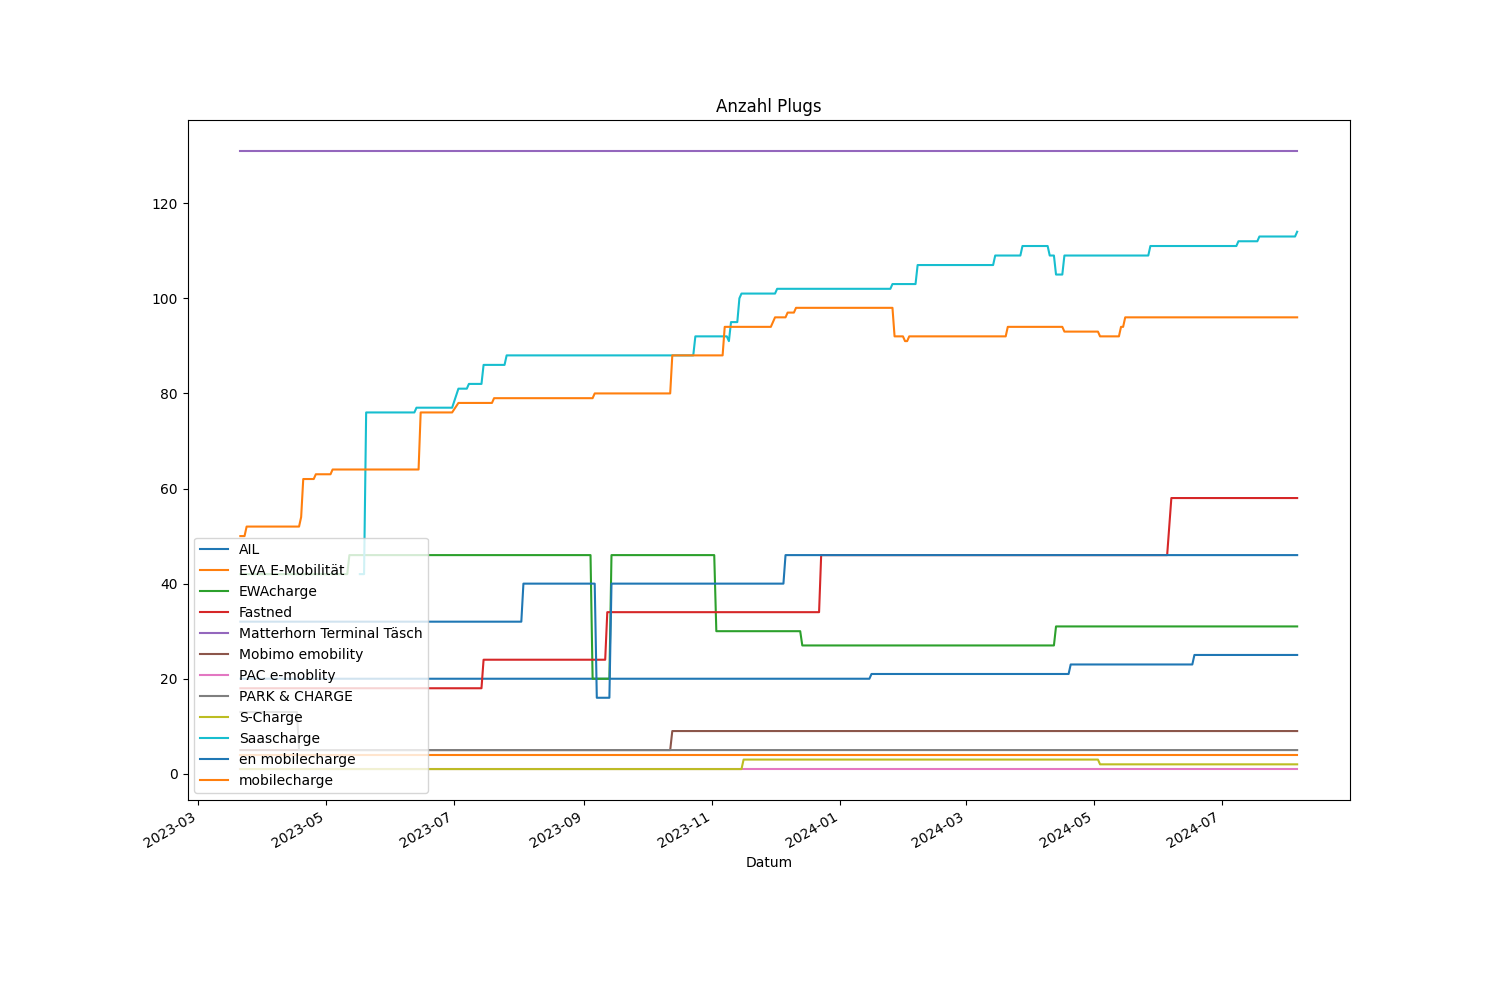 Anzahl Plugs
120
100
80
60
40
20
0
AIL
EVA E-Mobilität
EWAcharge
Fastned
Matterhorn Terminal Täsch
Mobimo emobility
PAC e-moblity
PARK & CHARGE
S-Charge
Saascharge
en mobilecharge
mobilecharge
2023-03
2023-05
2023-07
2023-09
2023-11
2024-01
2024-03
2024-05
2024-07
Datum